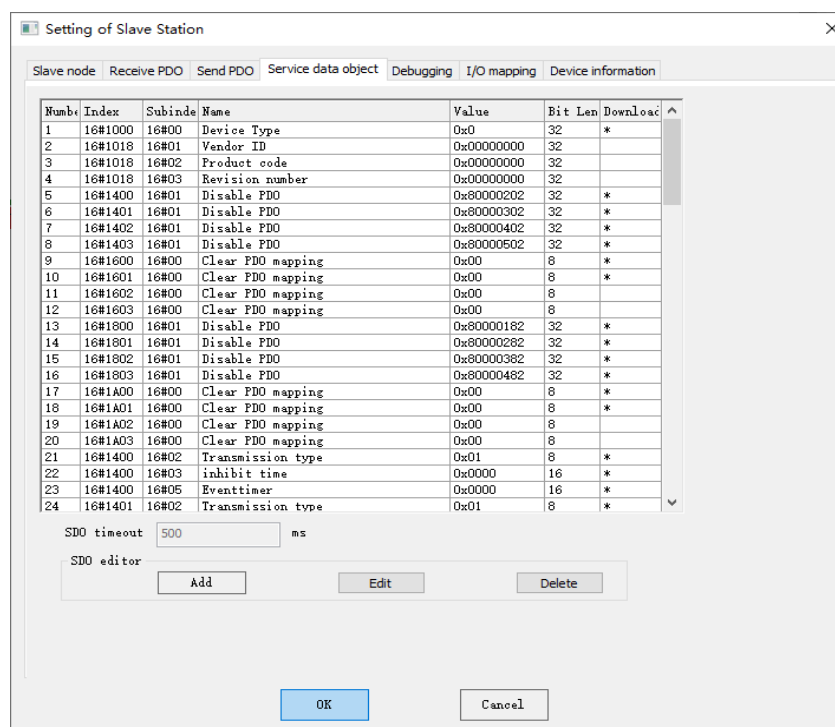 Setting of Slave Station
Slave node Receive PDO Send PDO Service data object Debugging I/O mapping Device information
Numbe Index Subinde Name Value Bit Len Download
1 16#1000 16#00 Device Type 0x0 32 *
2 16#1018 16#01 Vendor ID 0x00000000 32
3 16#1018 16#02 Product code 0x00000000 32
4 16#1018 16#03 Revision number 0x00000000 32
5 16#1400 16#01 Disable PDO 0x80000202 32 *
6 16#1401 16#01 Disable PDO 0x80000302 32 *
7 16#1402 16#01 Disable PDO 0x80000402 32 *
8 16#1403 16#01 Disable PDO 0x80000502 32 *
9 16#1600 16#00 Clear PDO mapping 0x00 8 *
10 16#1601 16#00 Clear PDO mapping 0x00 8 *
11 16#1602 16#00 Clear PDO mapping 0x00 8
12 16#1603 16#00 Clear PDO mapping 0x00 8
13 16#1800 16#01 Disable PDO 0x80000182 32 *
14 16#1801 16#01 Disable PDO 0x80000282 32 *
15 16#1802 16#01 Disable PDO 0x80000382 32 *
16 16#1803 16#01 Disable PDO 0x80000482 32 *
17 16#1A00 16#00 Clear PDO mapping 0x00 8 *
18 16#1A01 16#00 Clear PDO mapping 0x00 8 *
19 16#1A02 16#00 Clear PDO mapping 0x00 8
20 16#1A03 16#00 Clear PDO mapping 0x00 8
21 16#1400 16#02 Transmission type 0x01 8 *
22 16#1400 16#03 inhibit time 0x0000 16 *
23 16#1400 16#05 Eventtimer 0x0000 16 *
24 16#1401 16#02 Transmission type 0x01 8 *
SDO timeout 500 ms
SDO editor
Add Edit Delete
OK Cancel